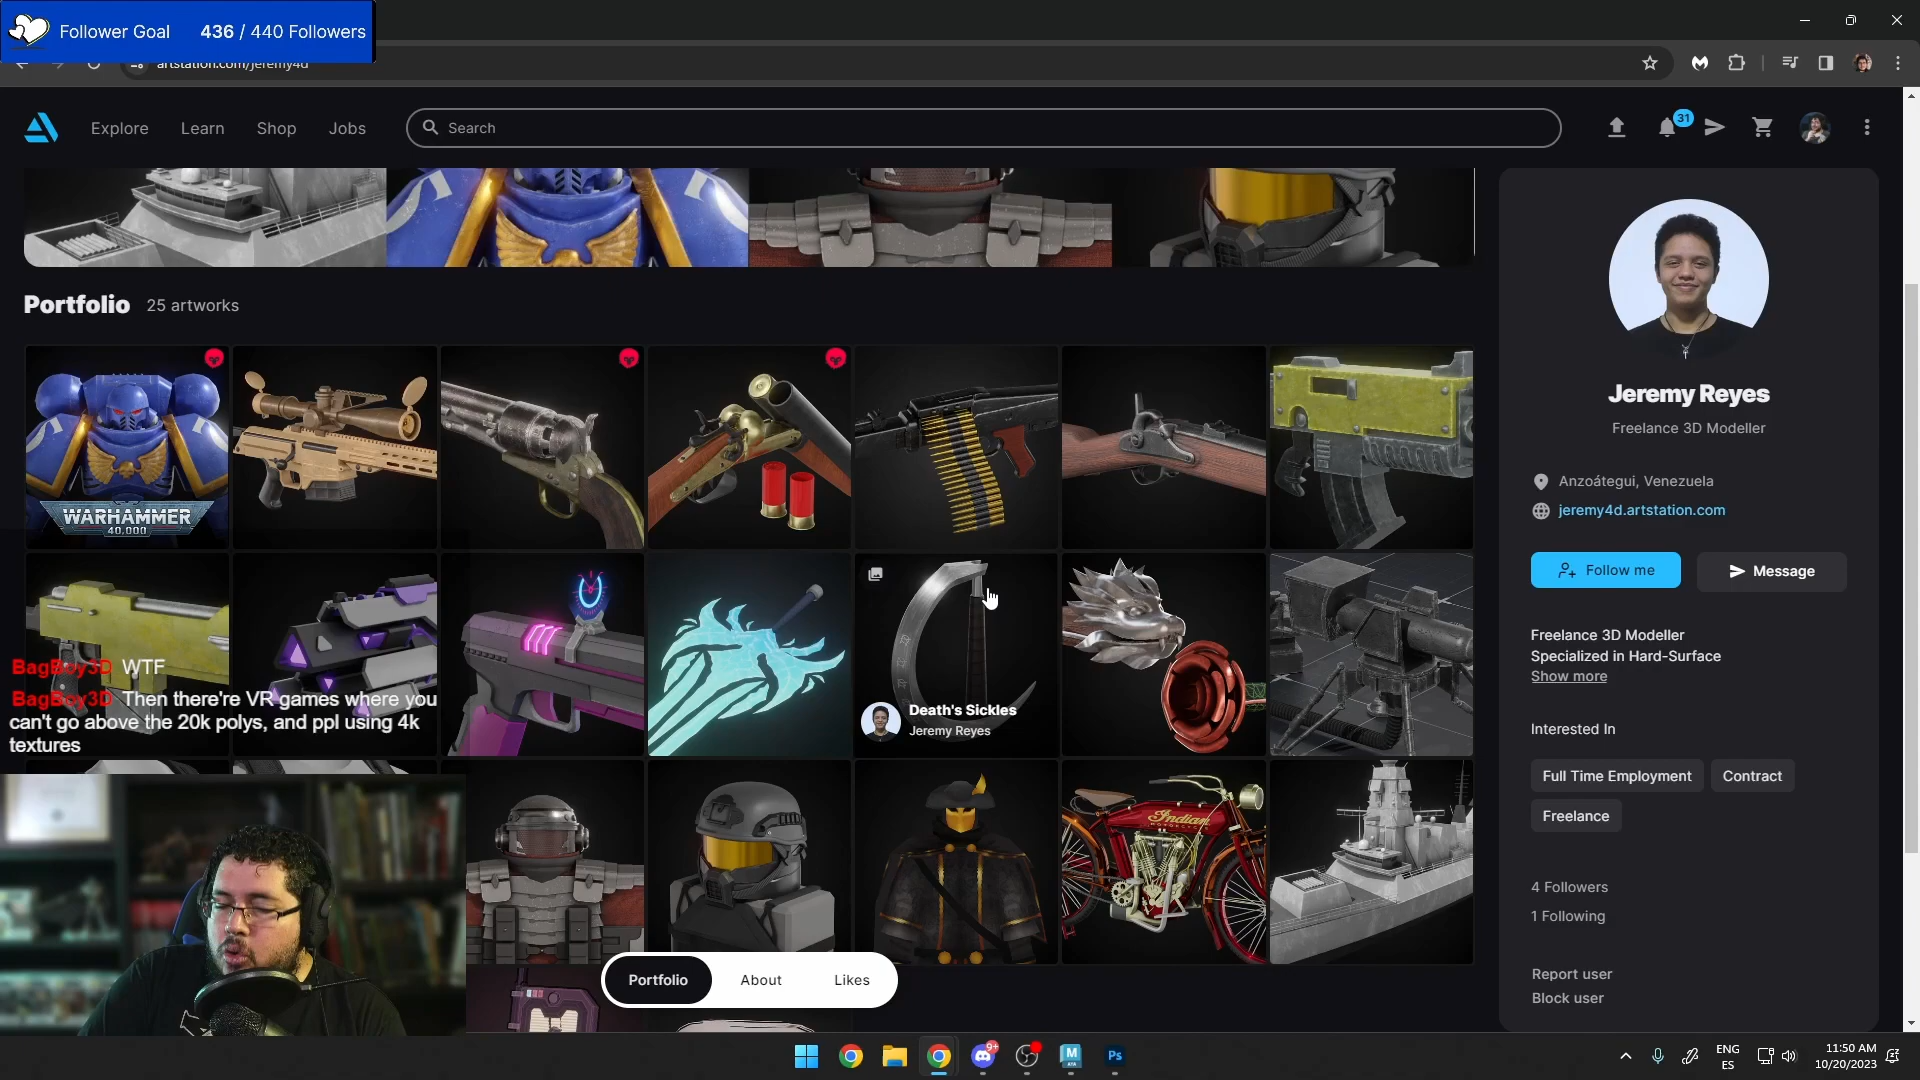 Follower Goal 436 / 440 Followers
artstation.com/jeremy4d
Explore Learn Shop Jobs Search 31
Portfolio 25 artworks
WARHAMMER
40,000
Death's Sickles
Jeremy Reyes
Indian
BagBoy3D WTF
BagBoy3D Then there're VR games where you
can't go above the 20k polys, and ppl using 4k
textures
Portfolio About Likes
Jeremy Reyes
Freelance 3D Modeller
Anzoátegui, Venezuela
jeremy4d.artstation.com
Follow me Message
Freelance 3D Modeller
Specialized in Hard-Surface
Show more
Interested In
Full Time Employment Contract
Freelance
4 Followers
1 Following
Report user
Block user
9+ M Ps
ENG
ES
11:50 AM
10/20/2023